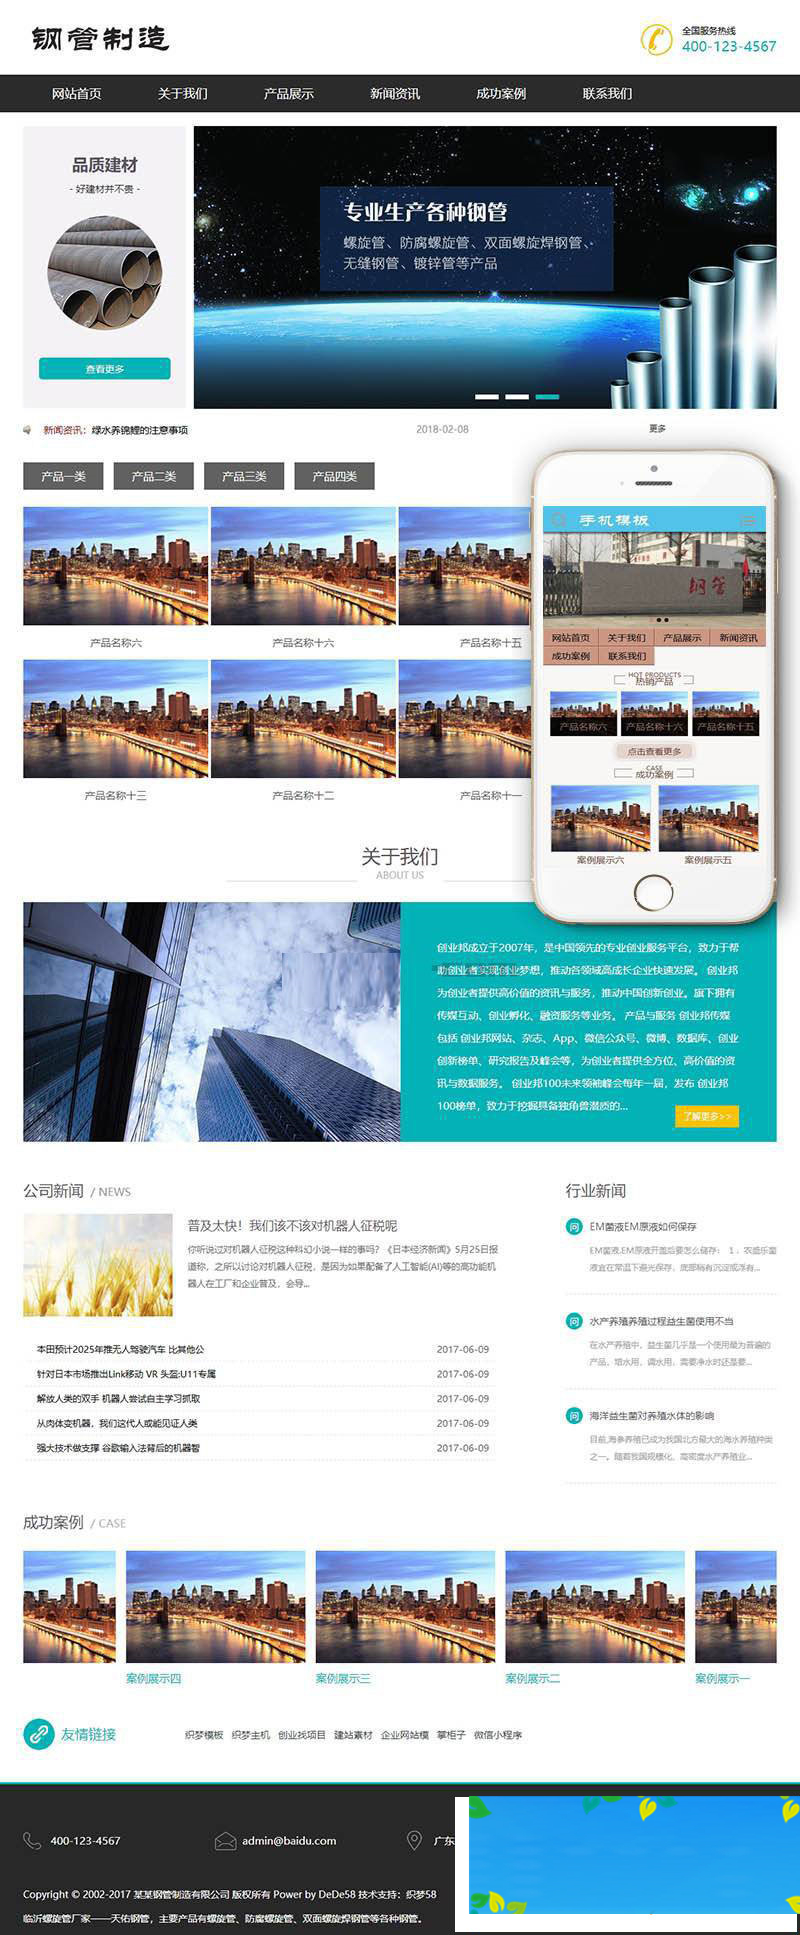 钢管制造
全国服务热线
400-123-4567
网站首页 关于我们 产品展示 新闻资讯 成功案例 联系我们
品质建材
- 好建材并不贵 -
查看更多
专业生产各种钢管
螺旋管、防腐螺旋管、双面螺旋焊钢管、
无缝钢管、镀锌管等产品
新闻资讯：绿水养锦鲤的注意事项 2018-02-08 更多
产品一类 产品二类 产品三类 产品四类
产品名称六 产品名称十六 产品名称十五
产品名称十三 产品名称十二 产品名称十一
手机模板
钢管
网站首页 关于我们 产品展示 新闻资讯
成功案例 联系我们
HOT PRODUCTS
热销产品
产品名称六 产品名称十六 产品名称十五
点击查看更多
CASE
成功案例
案例展示六 案例展示五
关于我们
ABOUT US
创业邦成立于2007年，是中国领先的专业创业服务平台，致力于帮
助创业者实现创业梦想，推动各领域高成长企业快速发展。 创业邦
为创业者提供高价值的资讯与服务，推动中国创新创业。旗下拥有
传媒互动、创业孵化、融资服务等业务。 产品与服务 创业邦传媒
包括 创业邦网站、杂志、App、微信公众号、微博、数据库、创业
创新榜单、研究报告及峰会等，为创业者提供全方位、高价值的资
讯与数据服务。 创业邦100未来领袖峰会每年一届，发布 创业邦
100榜单，致力于挖掘具备独角兽潜质的...
了解更多>>
公司新闻 / NEWS
普及太快！我们该不该对机器人征税呢
你听说过对机器人征税这种科幻小说一样的事吗？《日本经济新闻》5月25日报
道称，之所以讨论对机器人征税，是因为如果配备了人工智能(AI)等的高功能机
器人在工厂和企业普及，会导...
本田预计2025年推无人驾驶汽车 比其他公 2017-06-09
针对日本市场推出Link移动 VR 头盔:U11专属 2017-06-09
解放人类的双手 机器人尝试自主学习抓取 2017-06-09
从肉体变机器，我们这代人或能见证人类 2017-06-09
强大技术做支撑 谷歌输入法背后的机器智 2017-06-09
行业新闻
问 EM菌液EM原液如何保存
EM菌液,EM原液开盖后要怎么储存： 1 、农盛乐菌
液宜在常温下避光保存，底部稍有沉淀或浮有...
问 水产养殖养殖过程益生菌使用不当
在水产养殖中，益生菌几乎是一个使用最为普遍的
产品，培水用，调水用，需要净水时还是要...
问 海洋益生菌对养殖水体的影响
目前,海参养殖已成为我国北方最大的海水养殖种类
之一。随着我国规模化、高密度水产养殖业...
成功案例 / CASE
案例展示四 案例展示三 案例展示二 案例展示一
友情链接
织梦模板 织梦主机 创业找项目 建站素材 企业网站模 掌柜子 微信小程序
400-123-4567 admin@baidu.com 广东
Copyright © 2002-2017 某某钢管制造有限公司 版权所有 Power by DeDe58 技术支持：织梦58
临沂螺旋管厂家——天佑钢管，主要产品有螺旋管、防腐螺旋管、双面螺旋焊钢管等各种钢管。